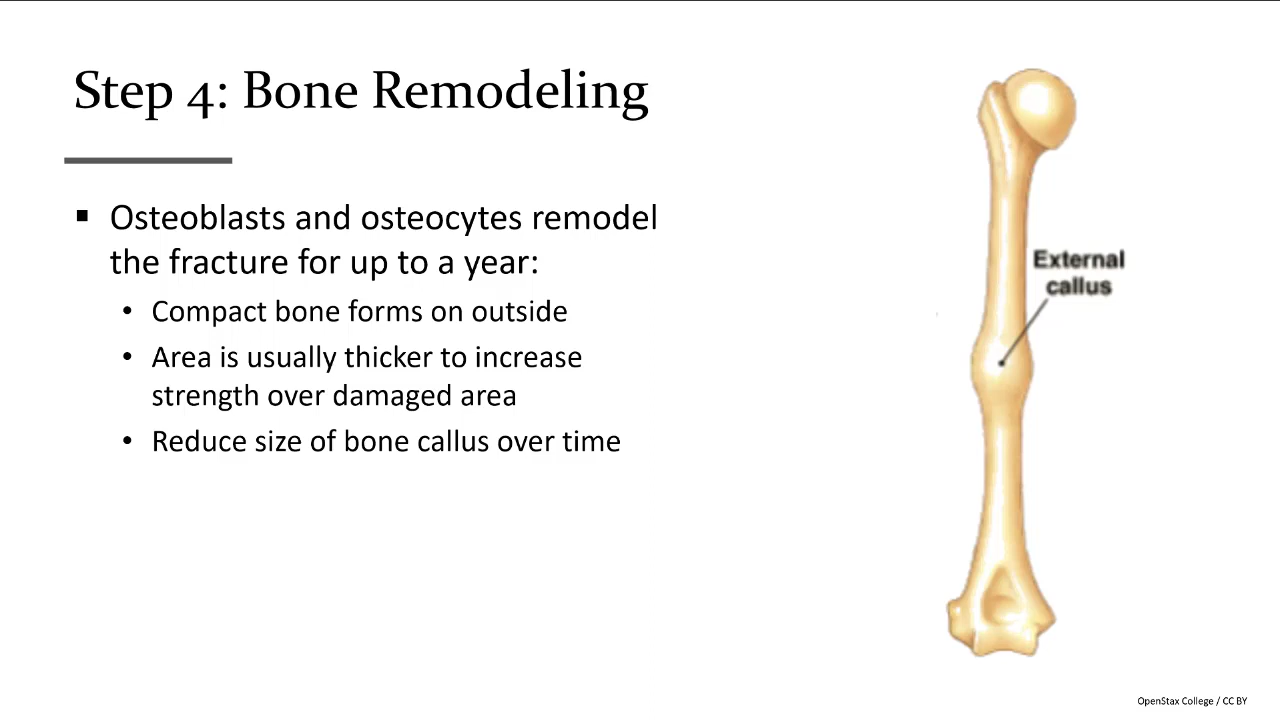 Step 4: Bone Remodeling
▪ Osteoblasts and osteocytes remodel
the fracture for up to a year:
• Compact bone forms on outside
• Area is usually thicker to increase
strength over damaged area
• Reduce size of bone callus over time
External
callus
OpenStax College / CC BY